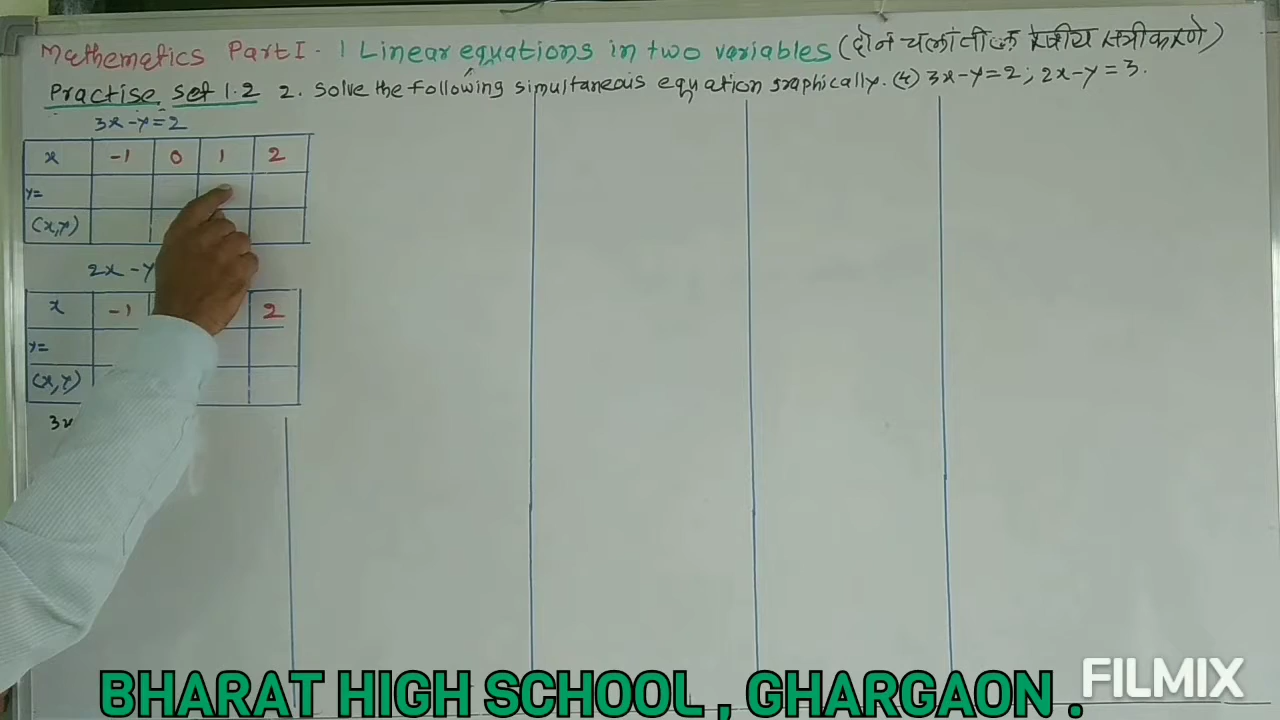 Mathematics Part I - 1 Linear equations in two variables (दोन चलांतील रेषीय समीकरणे)
Practise Set 1.2 2. Solve the following simultaneous equation graphically. (4) 3x-y=2; 2x-y=3.
3x-y=2
x -1 0 1 2
y=
(x,y)
2x-y
x -1 2
y=
(x,y)
3x
BHARAT HIGH SCHOOL, GHARGAON.
FILMIX